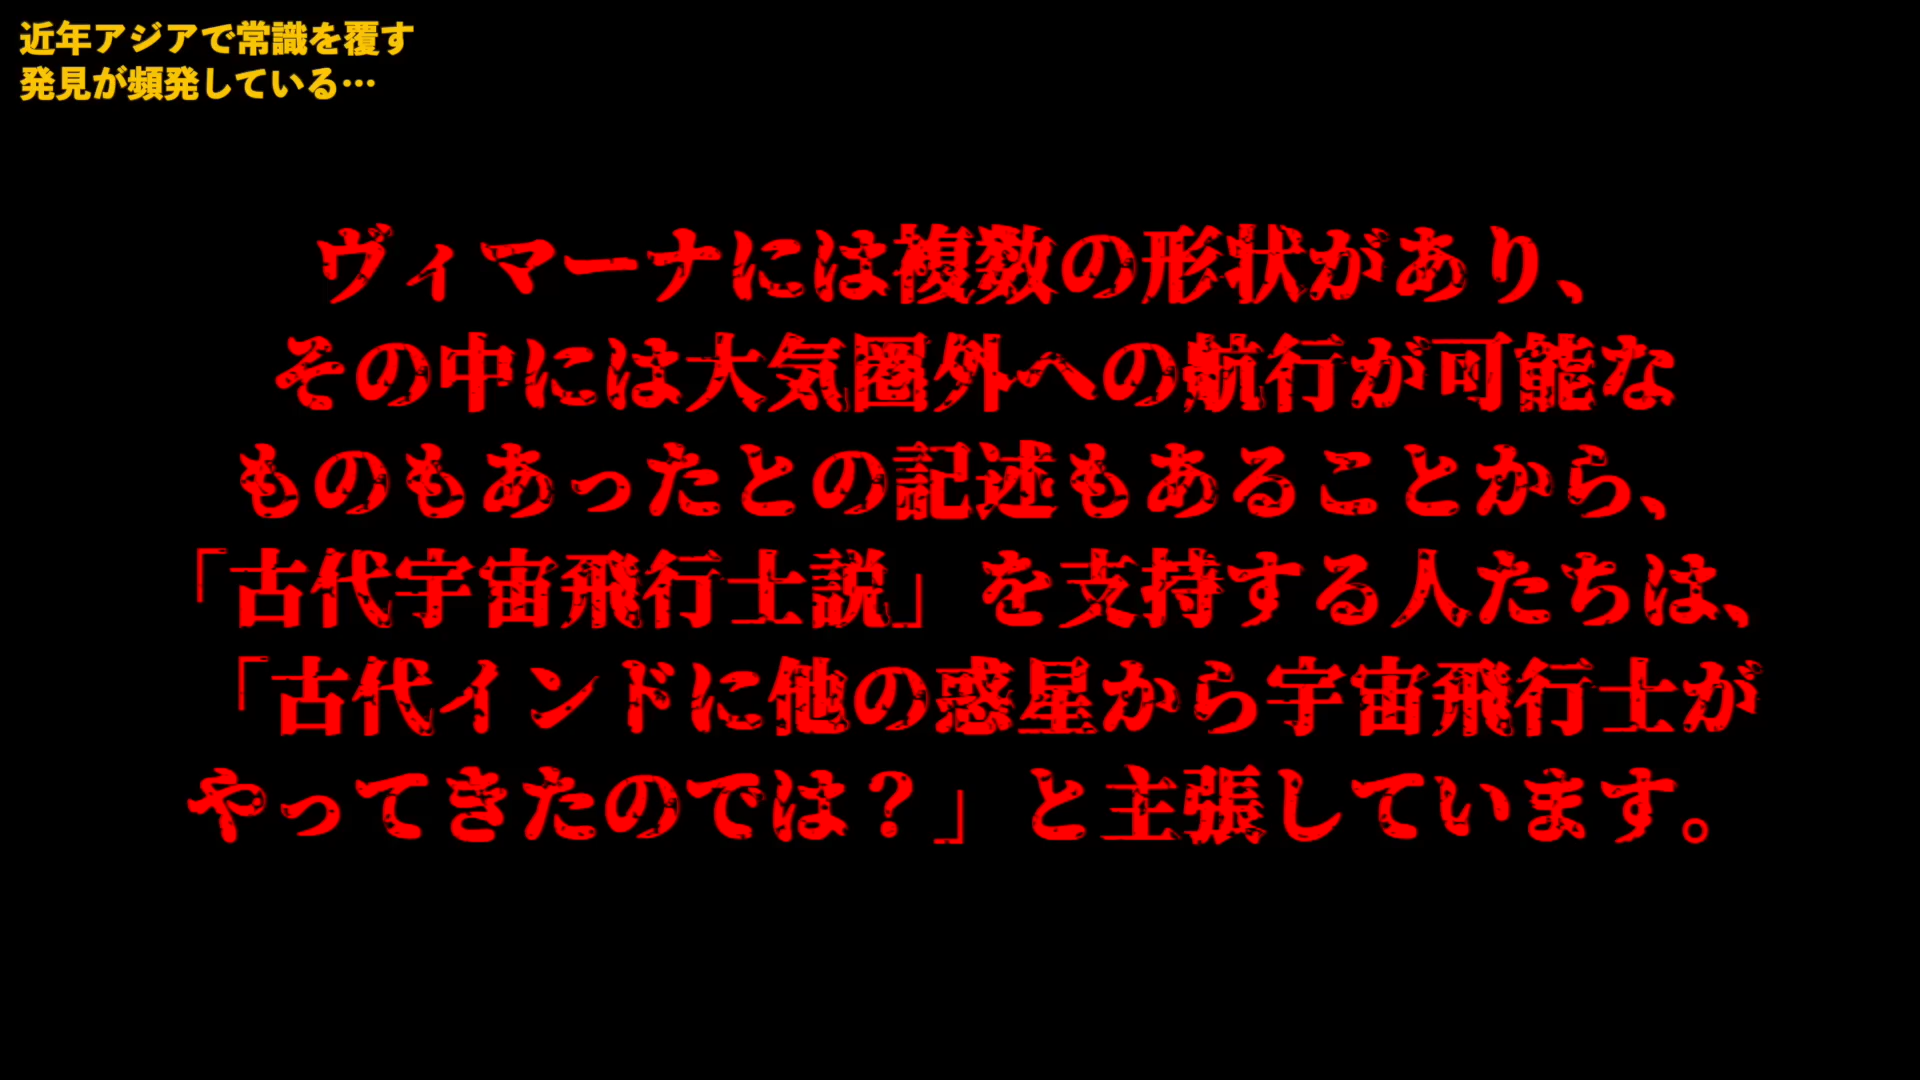 近年アジアで常識を覆す
発見が頻発している…
ヴィマーナには複数の形状があり、
その中には大気圏外への航行が可能な
ものもあったとの記述もあることから、
「古代宇宙飛行士説」を支持する人たちは、
「古代インドに他の惑星から宇宙飛行士が
やってきたのでは？」と主張しています。